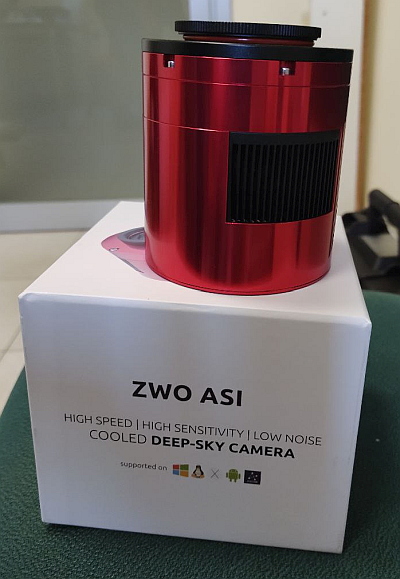 ZWO ASI
HIGH SPEED | HIGH SENSITIVITY | LOW NOISE
COOLED DEEP-SKY CAMERA
supported on